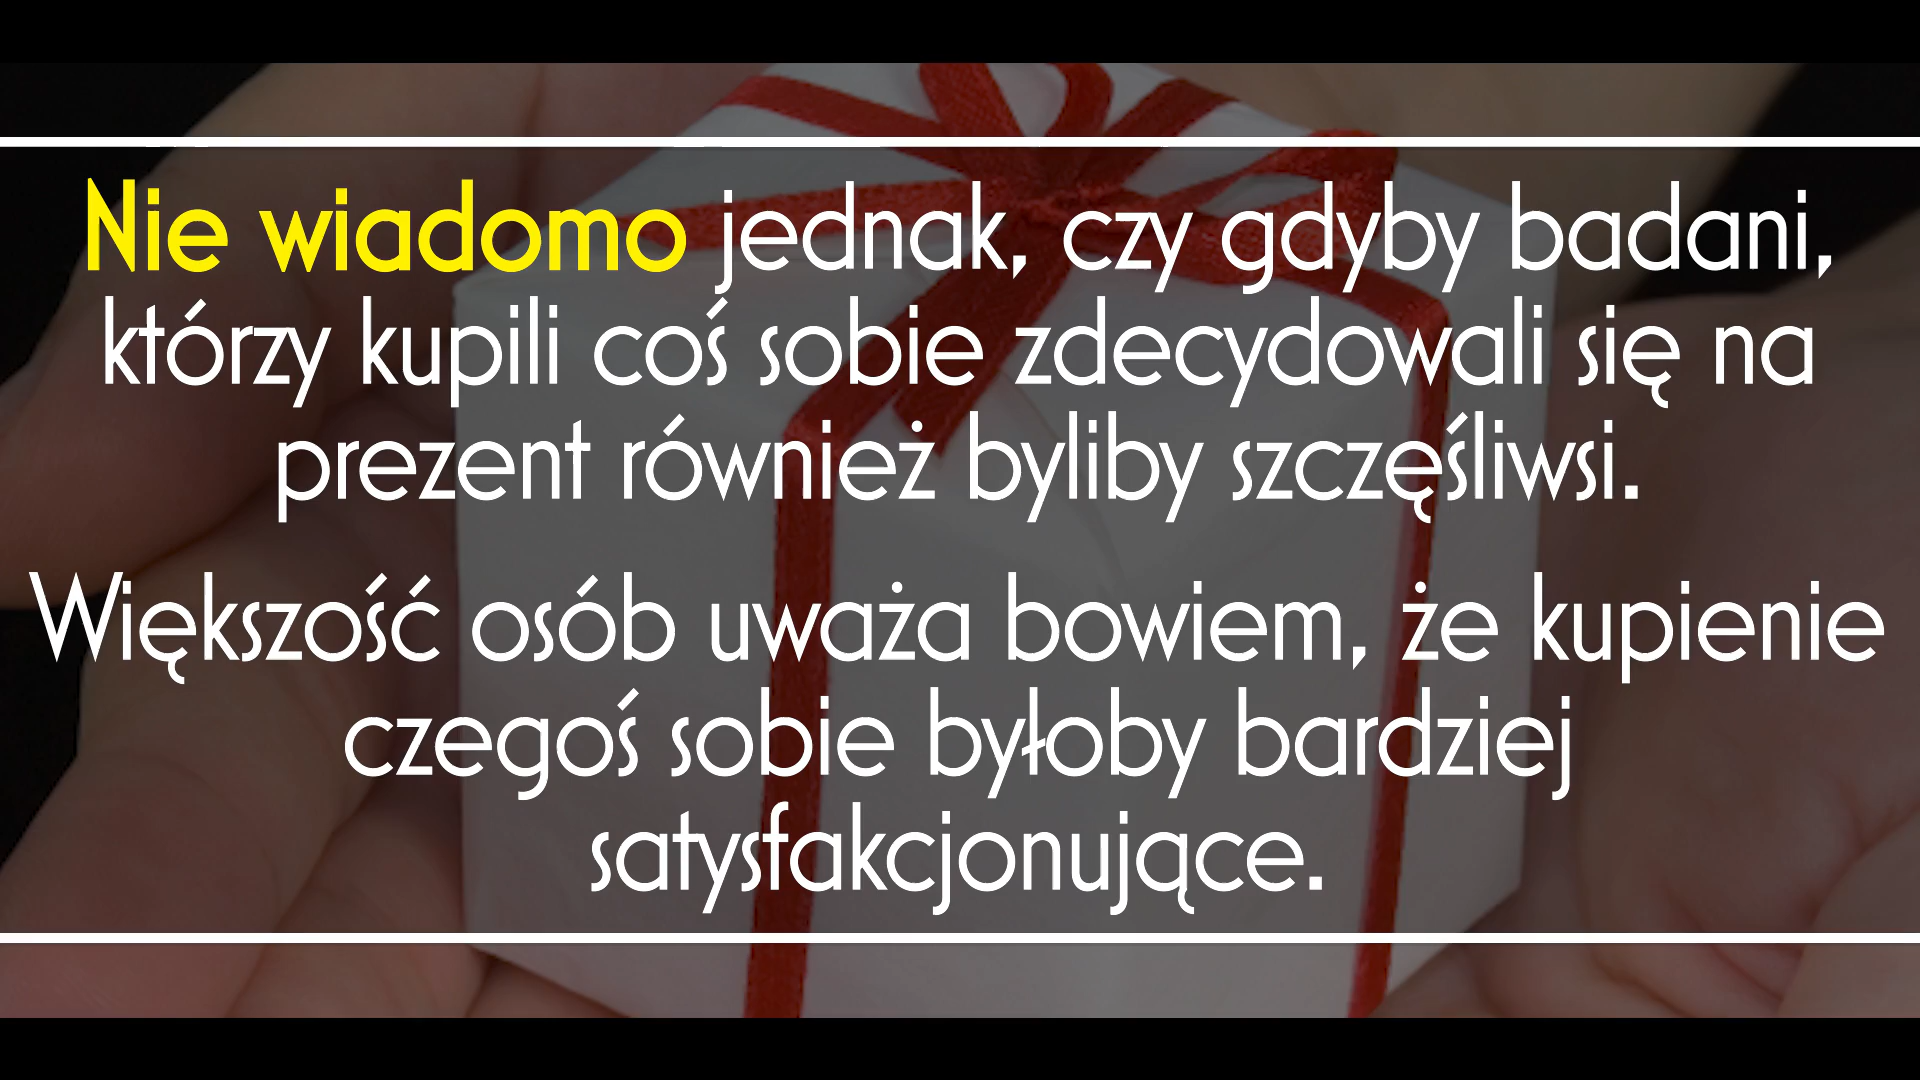 Nie wiadomo jednak, czy gdyby badani,
którzy kupili coś sobie zdecydowali się na
prezent również byliby szczęśliwsi.
Większość osób uważa bowiem, że kupienie
czegoś sobie byłoby bardziej
satysfakcjonujące.